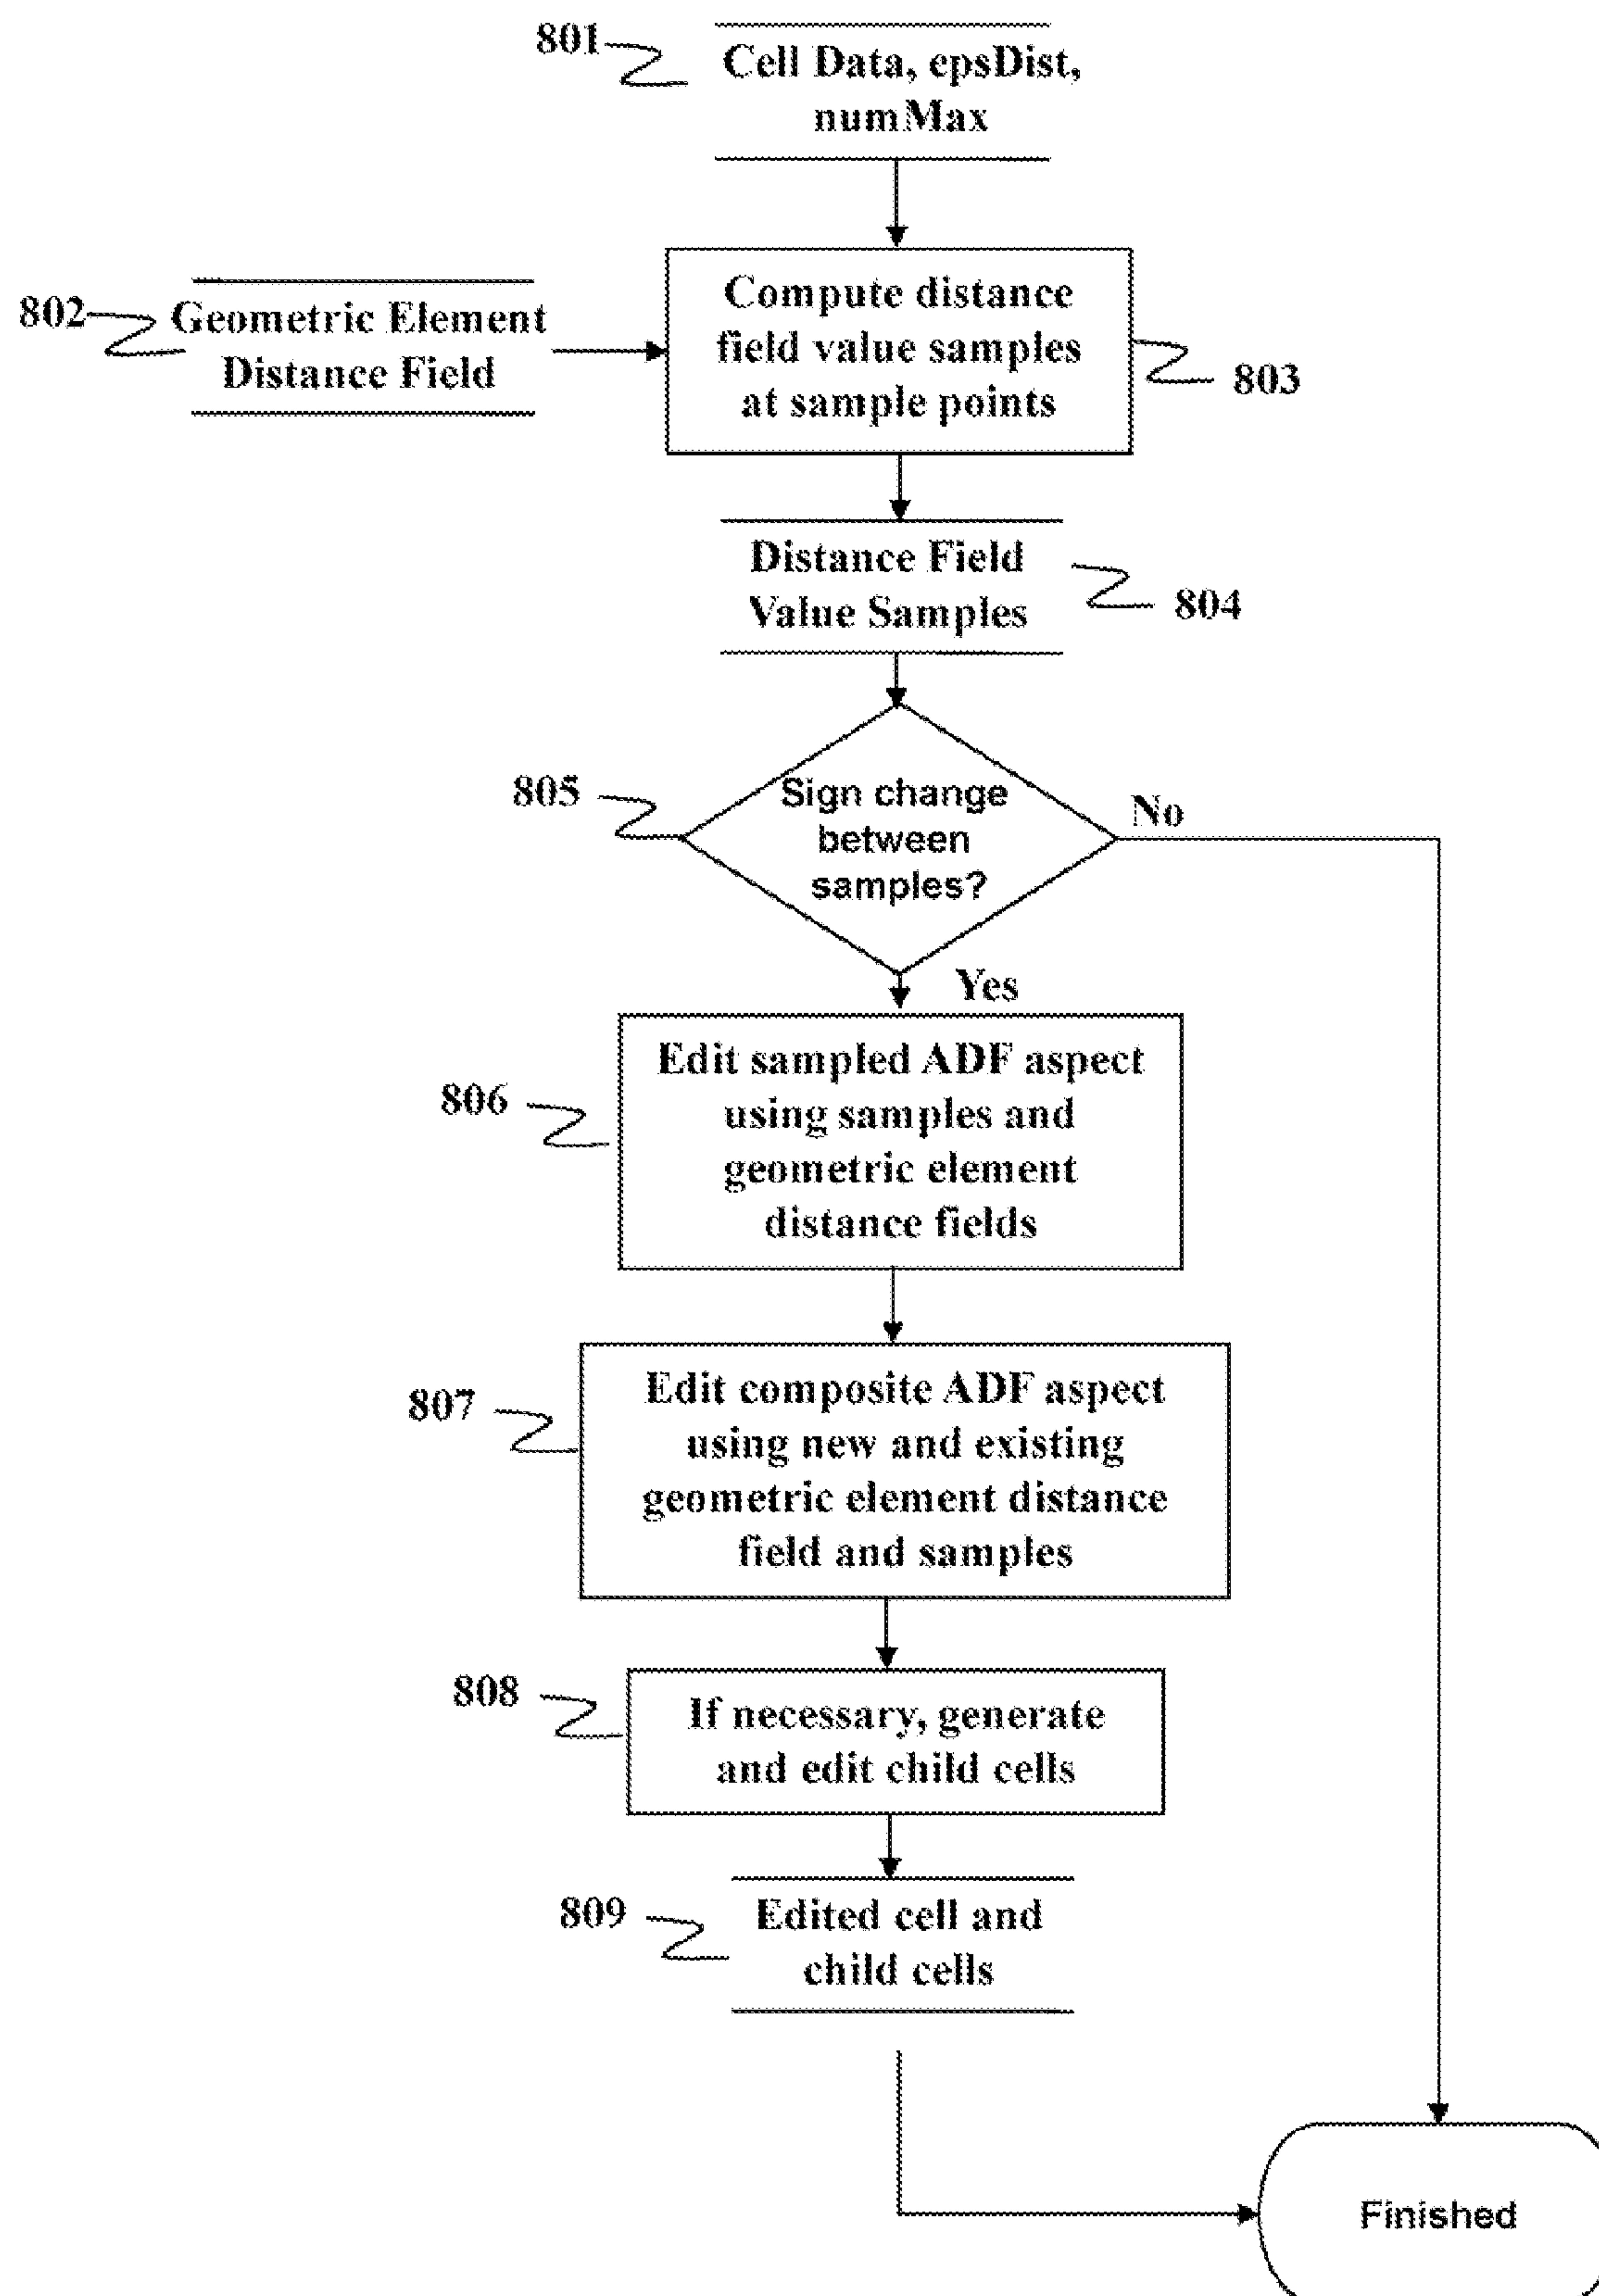 801
Cell Data, epsDist,
numMax
802
Geometric Element
Distance Field
Compute distance
field value samples
at sample points
803
Distance Field
Value Samples
804
805
Sign change
between
samples?
No
Yes
806
Edit sampled ADF aspect
using samples and
geometric element
distance fields
807
Edit composite ADF aspect
using new and existing
geometric element distance
field and samples
808
If necessary, generate
and edit child cells
809
Edited cell and
child cells
Finished